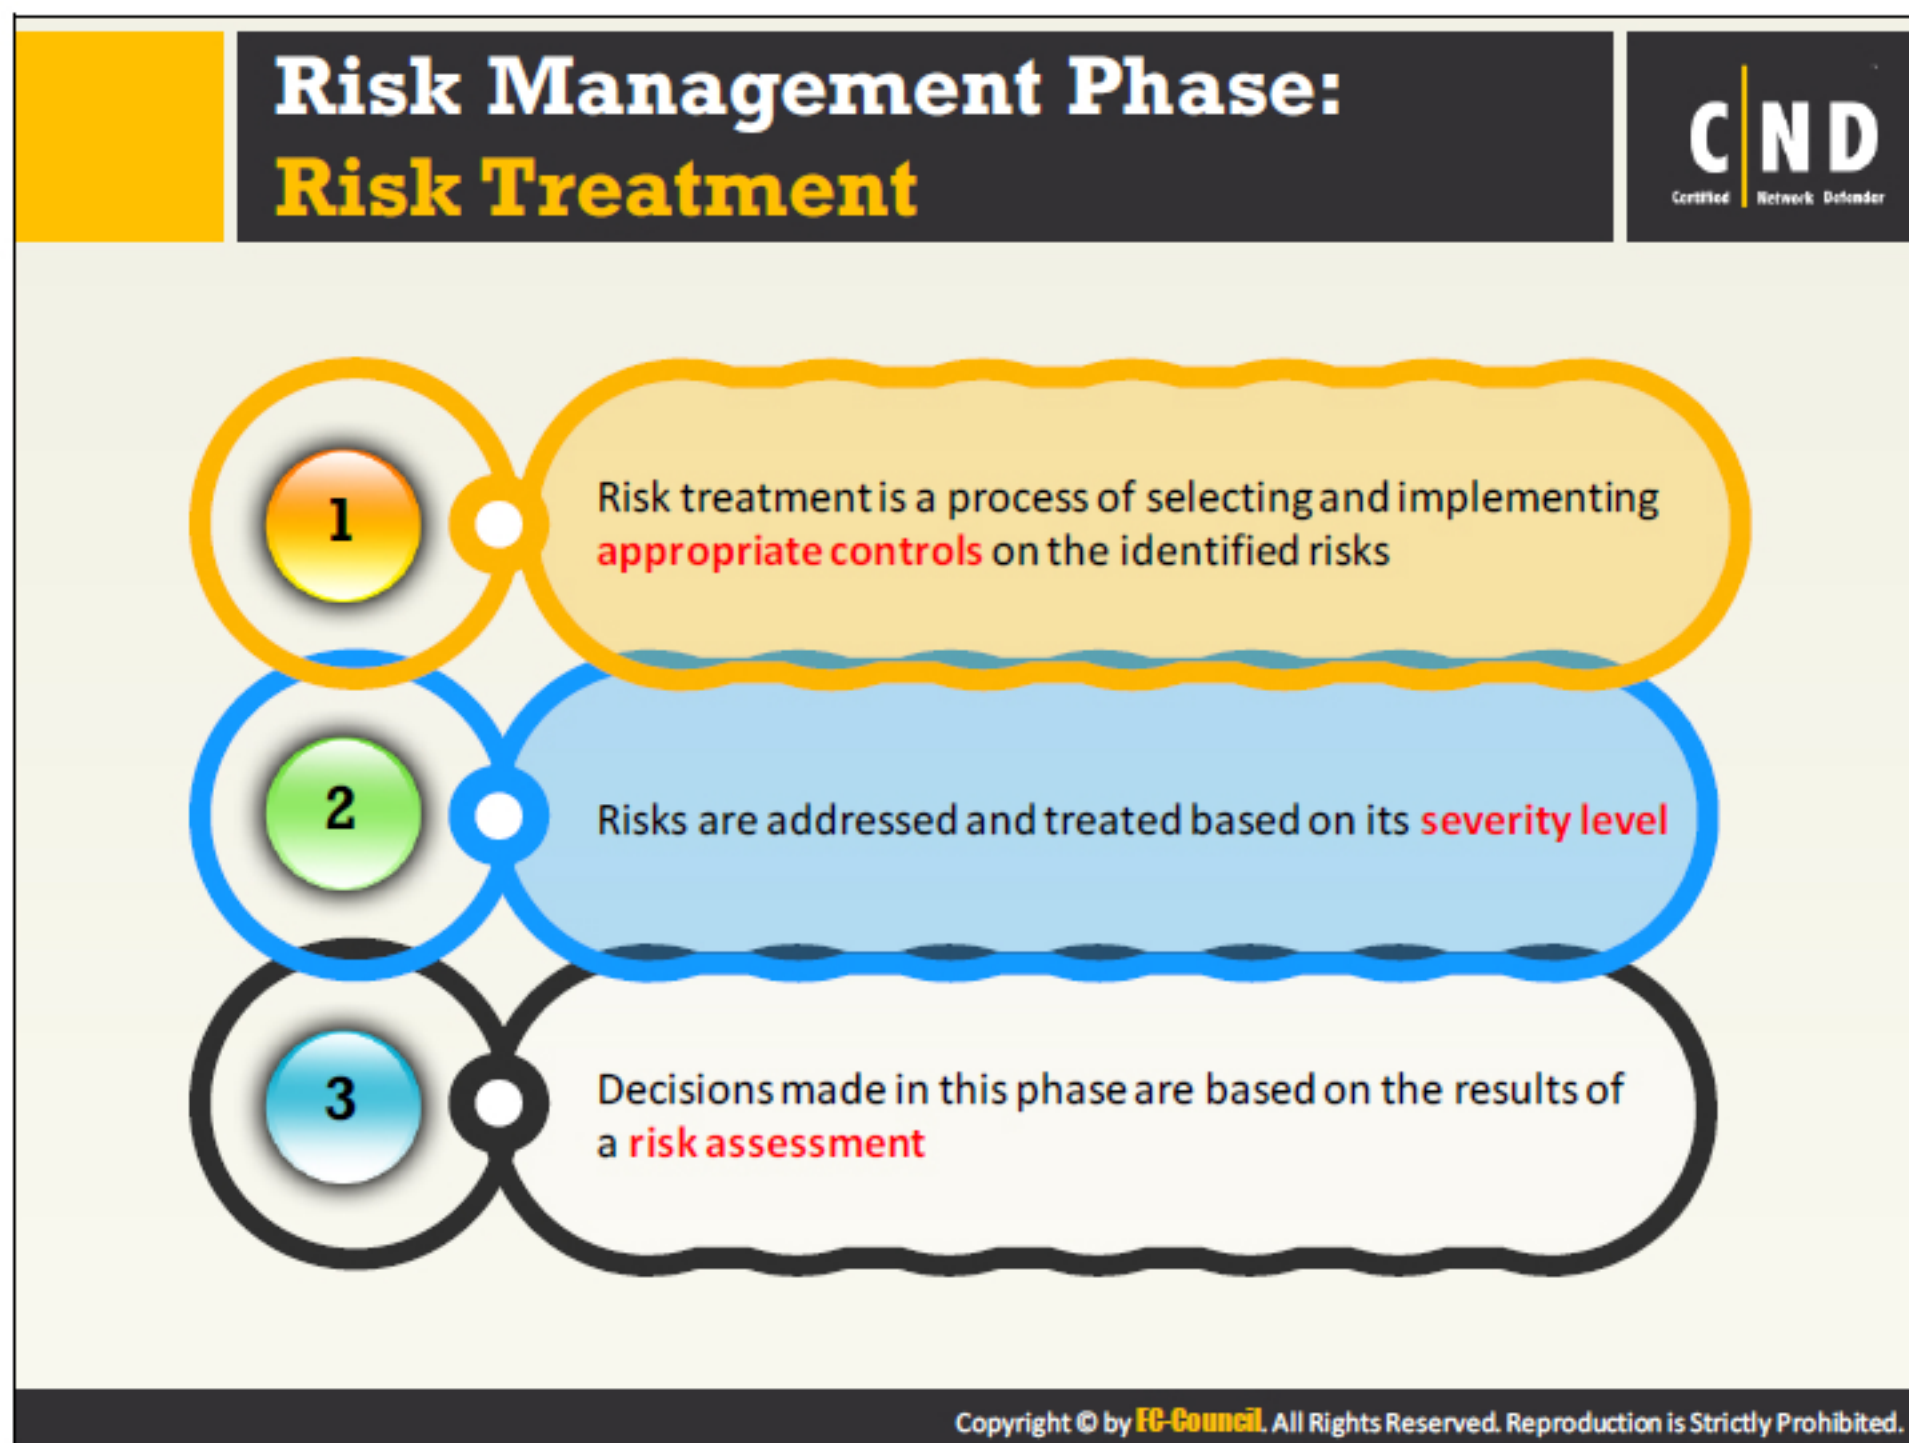 Risk Management Phase:
Risk Treatment
C N D
Certified Network Defender
1
Risk treatment is a process of selecting and implementing
appropriate controls on the identified risks
2
Risks are addressed and treated based on its severity level
3
Decisions made in this phase are based on the results of
a risk assessment
Copyright © by EC-Council. All Rights Reserved. Reproduction is Strictly Prohibited.